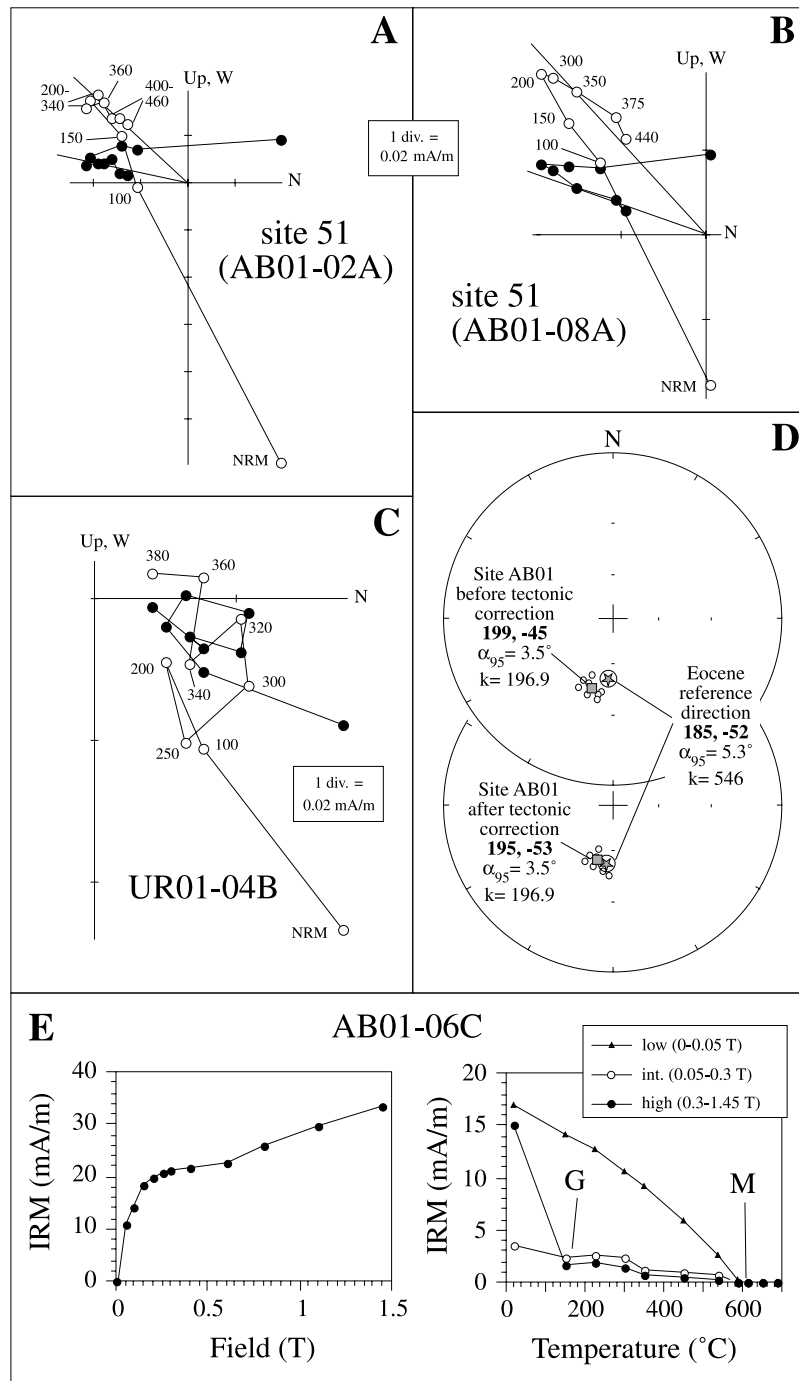 A
Up, W
200-
360
340
400-
460
150
100
N
NRM
site 51
(AB01-02A)
1 div. =
0.02 mA/m
B
Up, W
300
200
350
150
375
100
440
N
NRM
site 51
(AB01-08A)
C
Up, W
380
360
N
320
200
340
300
250
100
NRM
1 div. =
0.02 mA/m
UR01-04B
D
N
Site AB01
before tectonic
correction
199, -45
α95= 3.5°
k= 196.9
Eocene
reference
direction
185, -52
α95= 5.3°
k= 546
Site AB01
after tectonic
correction
195, -53
α95= 3.5°
k= 196.9
E
AB01-06C
IRM (mA/m)
40
30
20
10
0
0
0.5
1
1.5
Field (T)
low (0-0.05 T)
int. (0.05-0.3 T)
high (0.3-1.45 T)
IRM (mA/m)
20
15
10
5
0
G
M
0
200
400
600
Temperature (˚C)